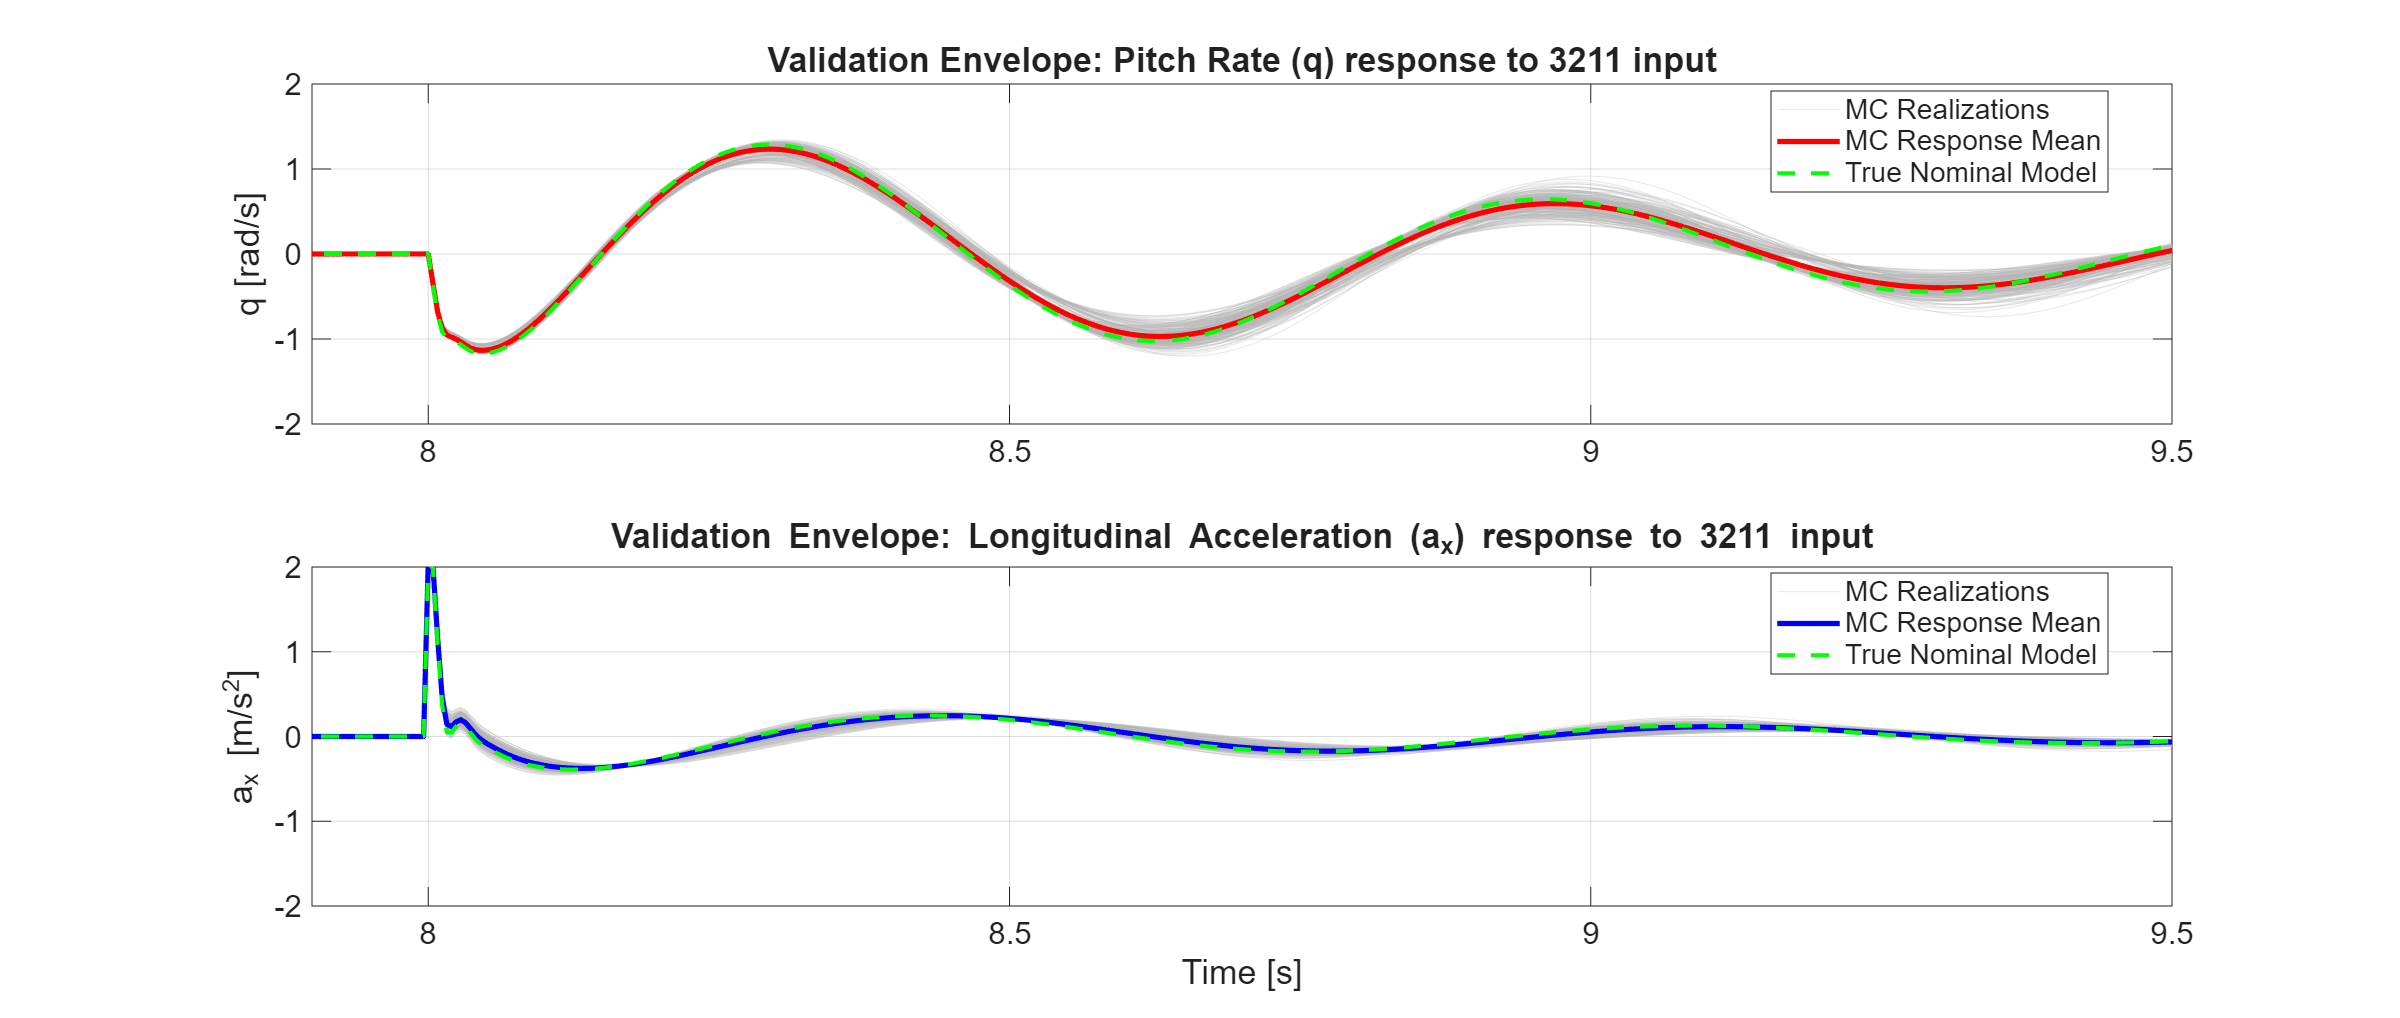 Validation Envelope: Pitch Rate (q) response to 3211 input
2
1
0
-1
-2
q [rad/s]
MC Realizations
MC Response Mean
True Nominal Model
8
8.5
9
9.5
Validation Envelope: Longitudinal Acceleration (aₓ) response to 3211 input
2
1
0
-1
-2
aₓ [m/s²]
MC Realizations
MC Response Mean
True Nominal Model
8
8.5
9
9.5
Time [s]